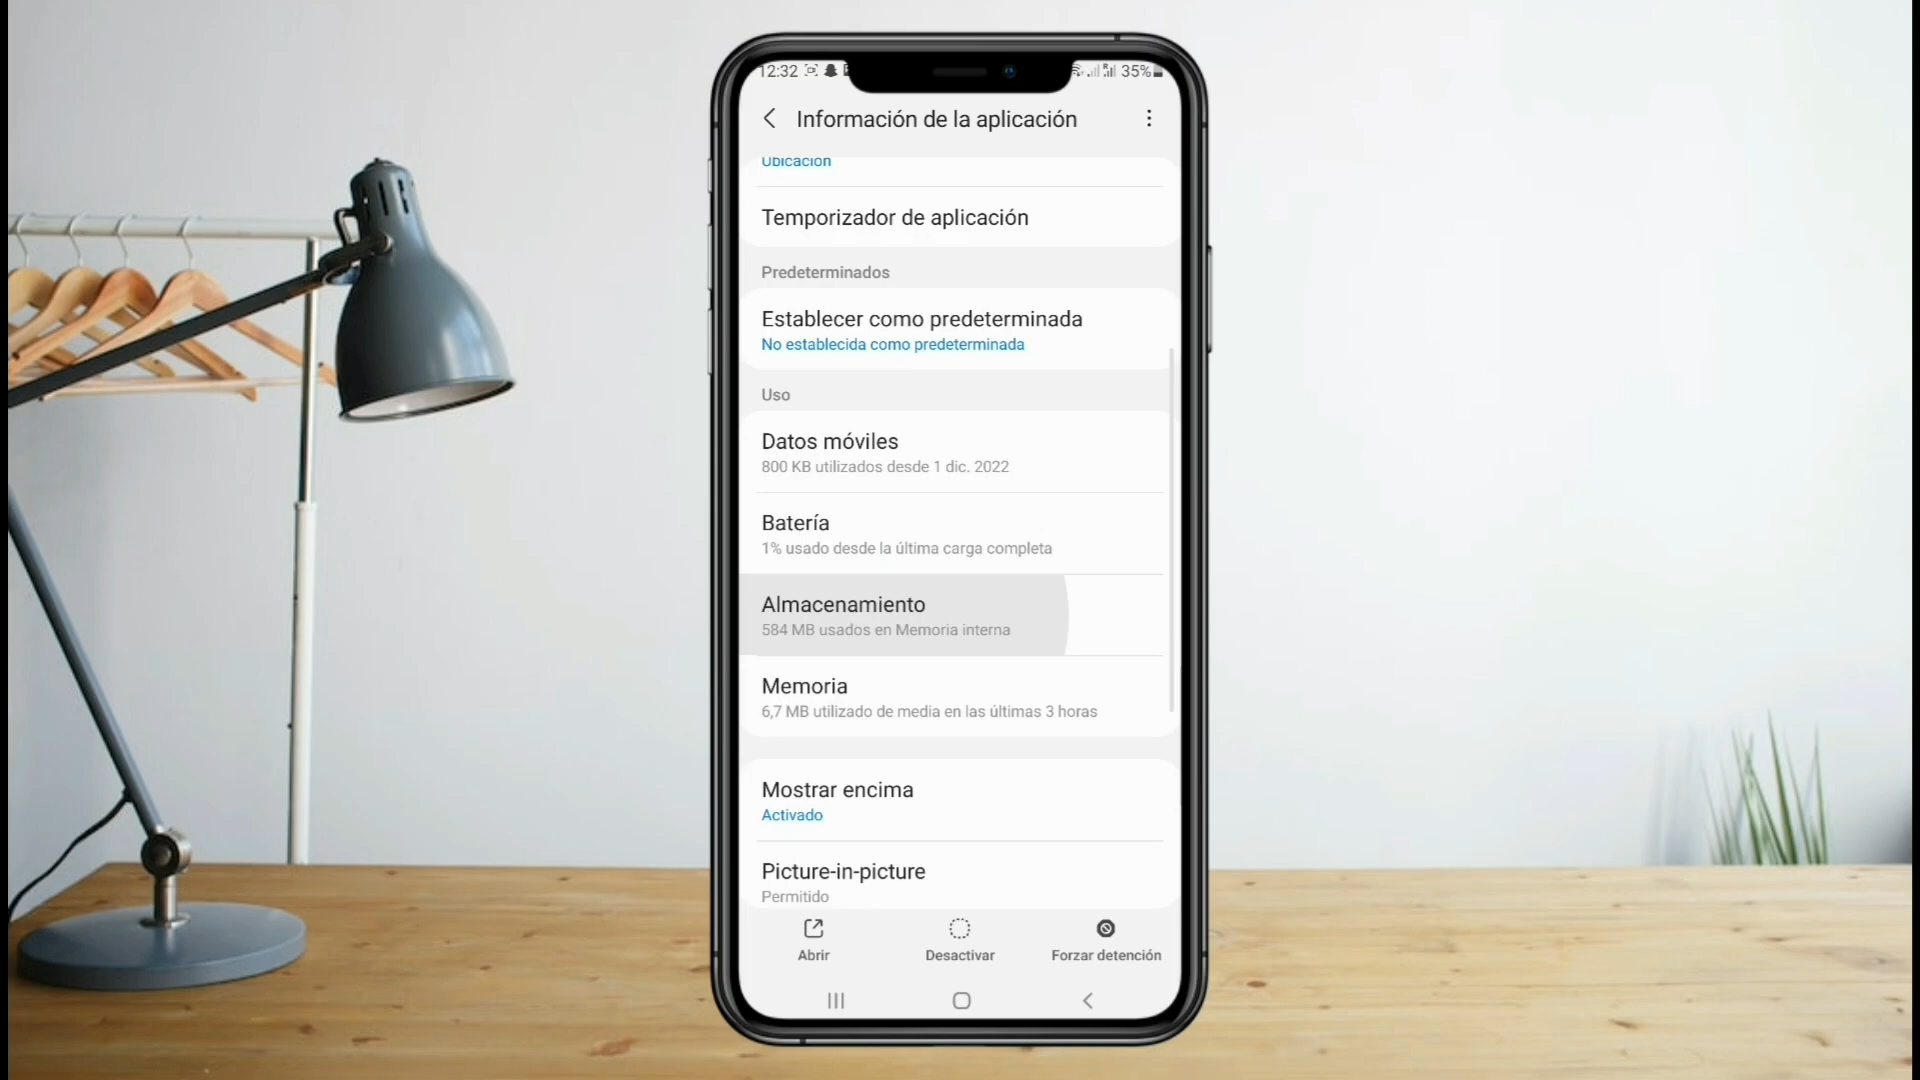 12:32
35%
Información de la aplicación
Ubicación
Temporizador de aplicación
Predeterminados
Establecer como predeterminada
No establecida como predeterminada
Uso
Datos móviles
800 KB utilizados desde 1 dic. 2022
Batería
1% usado desde la última carga completa
Almacenamiento
584 MB usados en Memoria interna
Memoria
6,7 MB utilizado de media en las últimas 3 horas
Mostrar encima
Activado
Picture-in-picture
Permitido
Abrir
Desactivar
Forzar detención